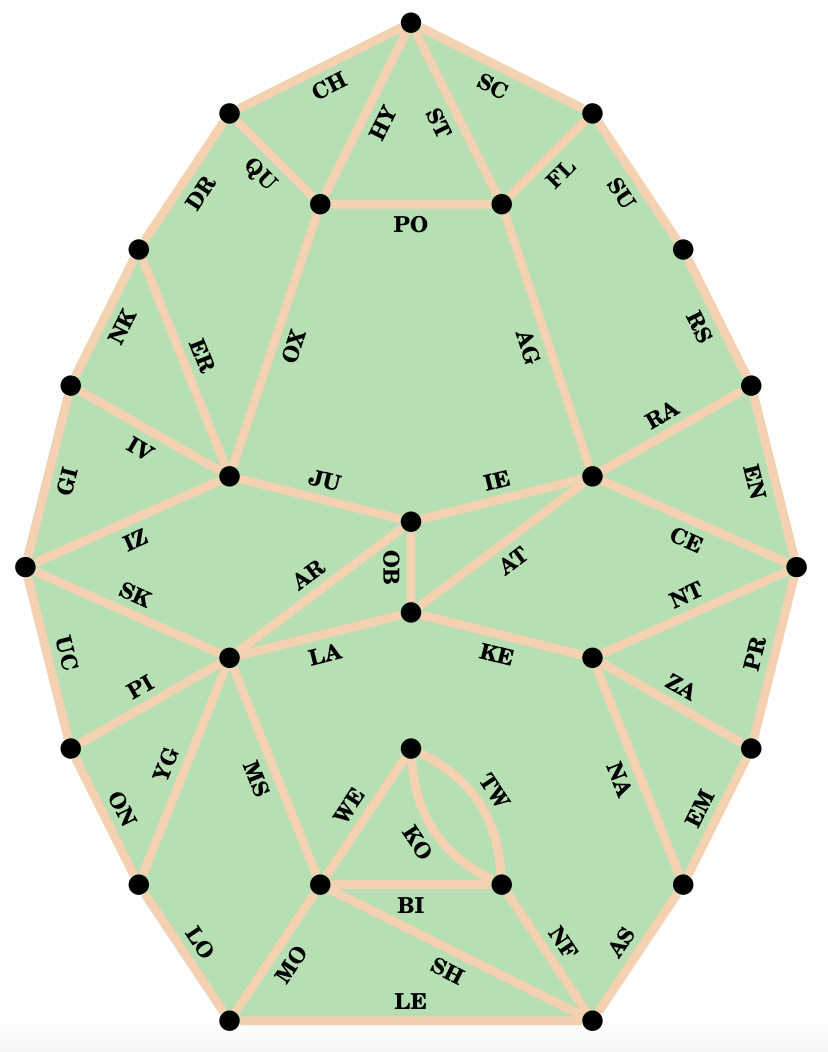 CH
HY
ST
SC
QU
FL
DR
SU
PO
NK
ER
OX
AG
RS
RA
IV
GI
JU
IE
EN
IZ
CE
OB
AT
AR
SK
NT
UC
LA
KE
PR
PI
ZA
YG
MS
NA
WE
TW
ON
EM
KO
BI
LO
NF
AS
MO
SH
LE